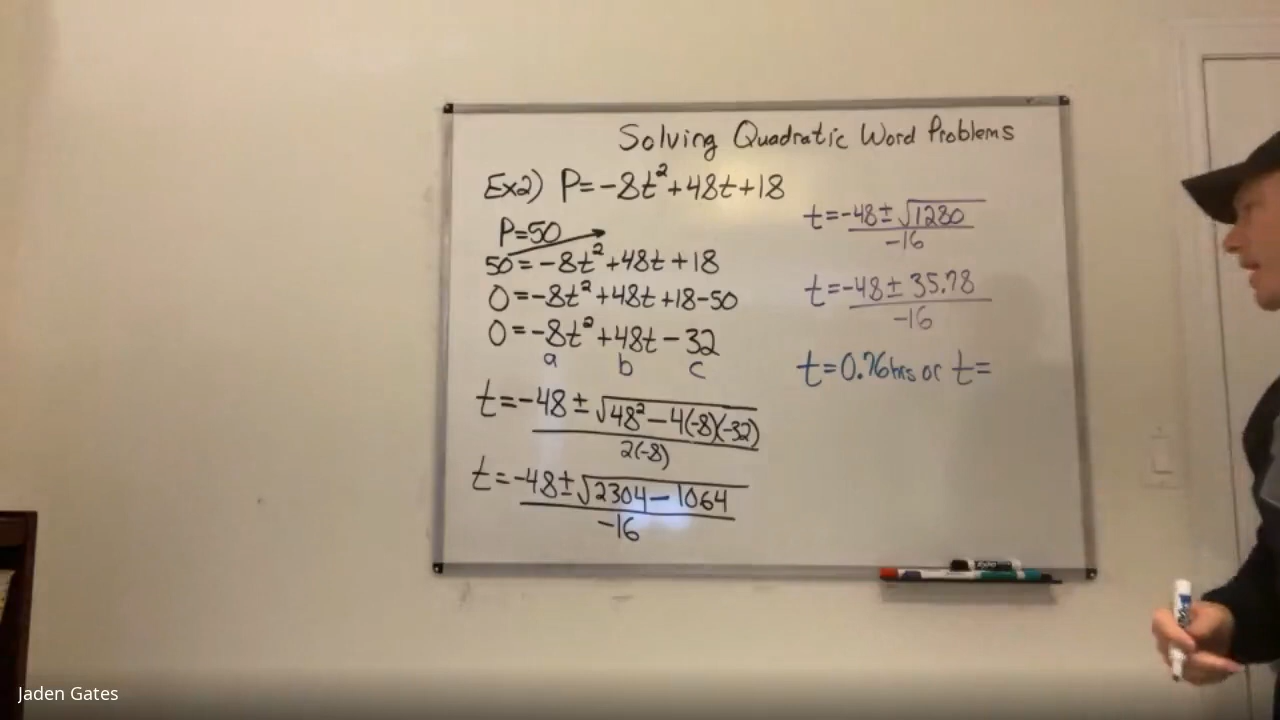 Solving Quadratic Word Problems
Ex2) P=-8t²+48t+18
P=50
50=-8t²+48t+18
0=-8t²+48t+18-50
0=-8t²+48t-32
a b c
t=-48±√48²-4(-8)(-32)
2(-8)
t=-48±√2304-1064
-16
t=-48±√1280
-16
t=-48±35.78
-16
t=0.76hrs or t=
EXPO
Jaden Gates